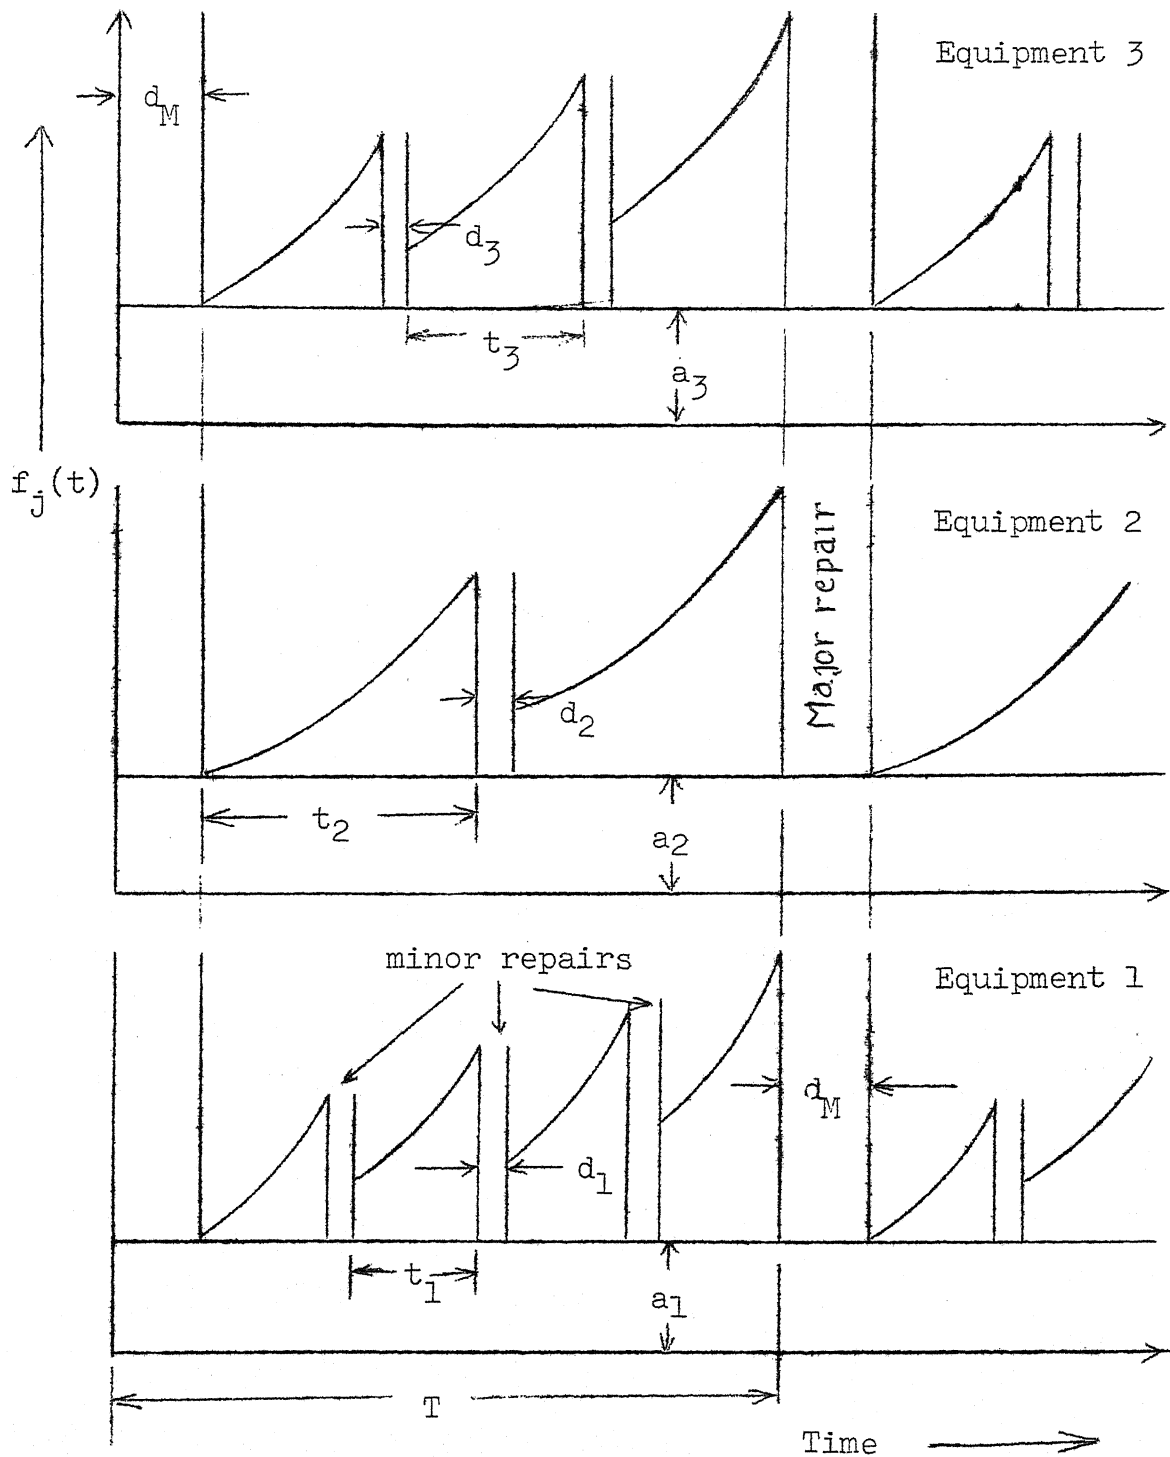 Equipment 3
d_M
d_3
t_3
a_3
f_j(t)
Equipment 2
Major repair
d_2
t_2
a_2
minor repairs
Equipment 1
d_M
d_1
t_1
a_1
T
Time